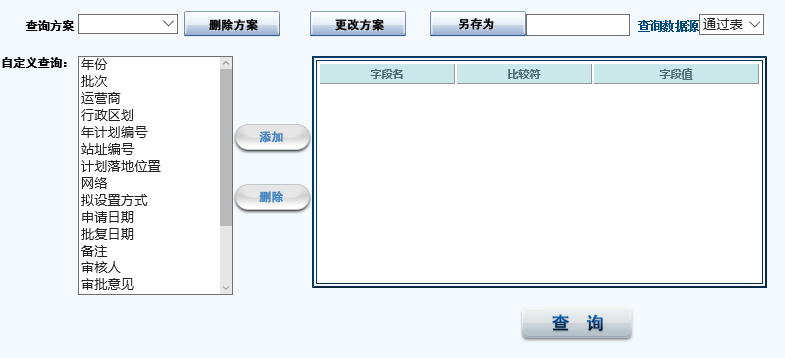 查询方案 删除方案 更改方案 另存为 查询数据源 通过表
自定义查询：
年份
批次
运营商
行政区划
年计划编号
站址编号
计划落地位置
网络
拟设置方式
申请日期
批复日期
备注
审核人
审批意见
添加
删除
字段名 比较符 字段值
查 询